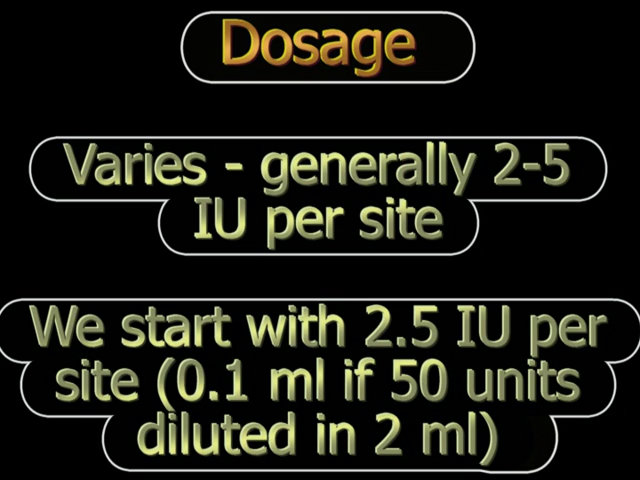 Dosage
Varies - generally 2-5
IU per site
We start with 2.5 IU per
site (0.1 ml if 50 units
diluted in 2 ml)